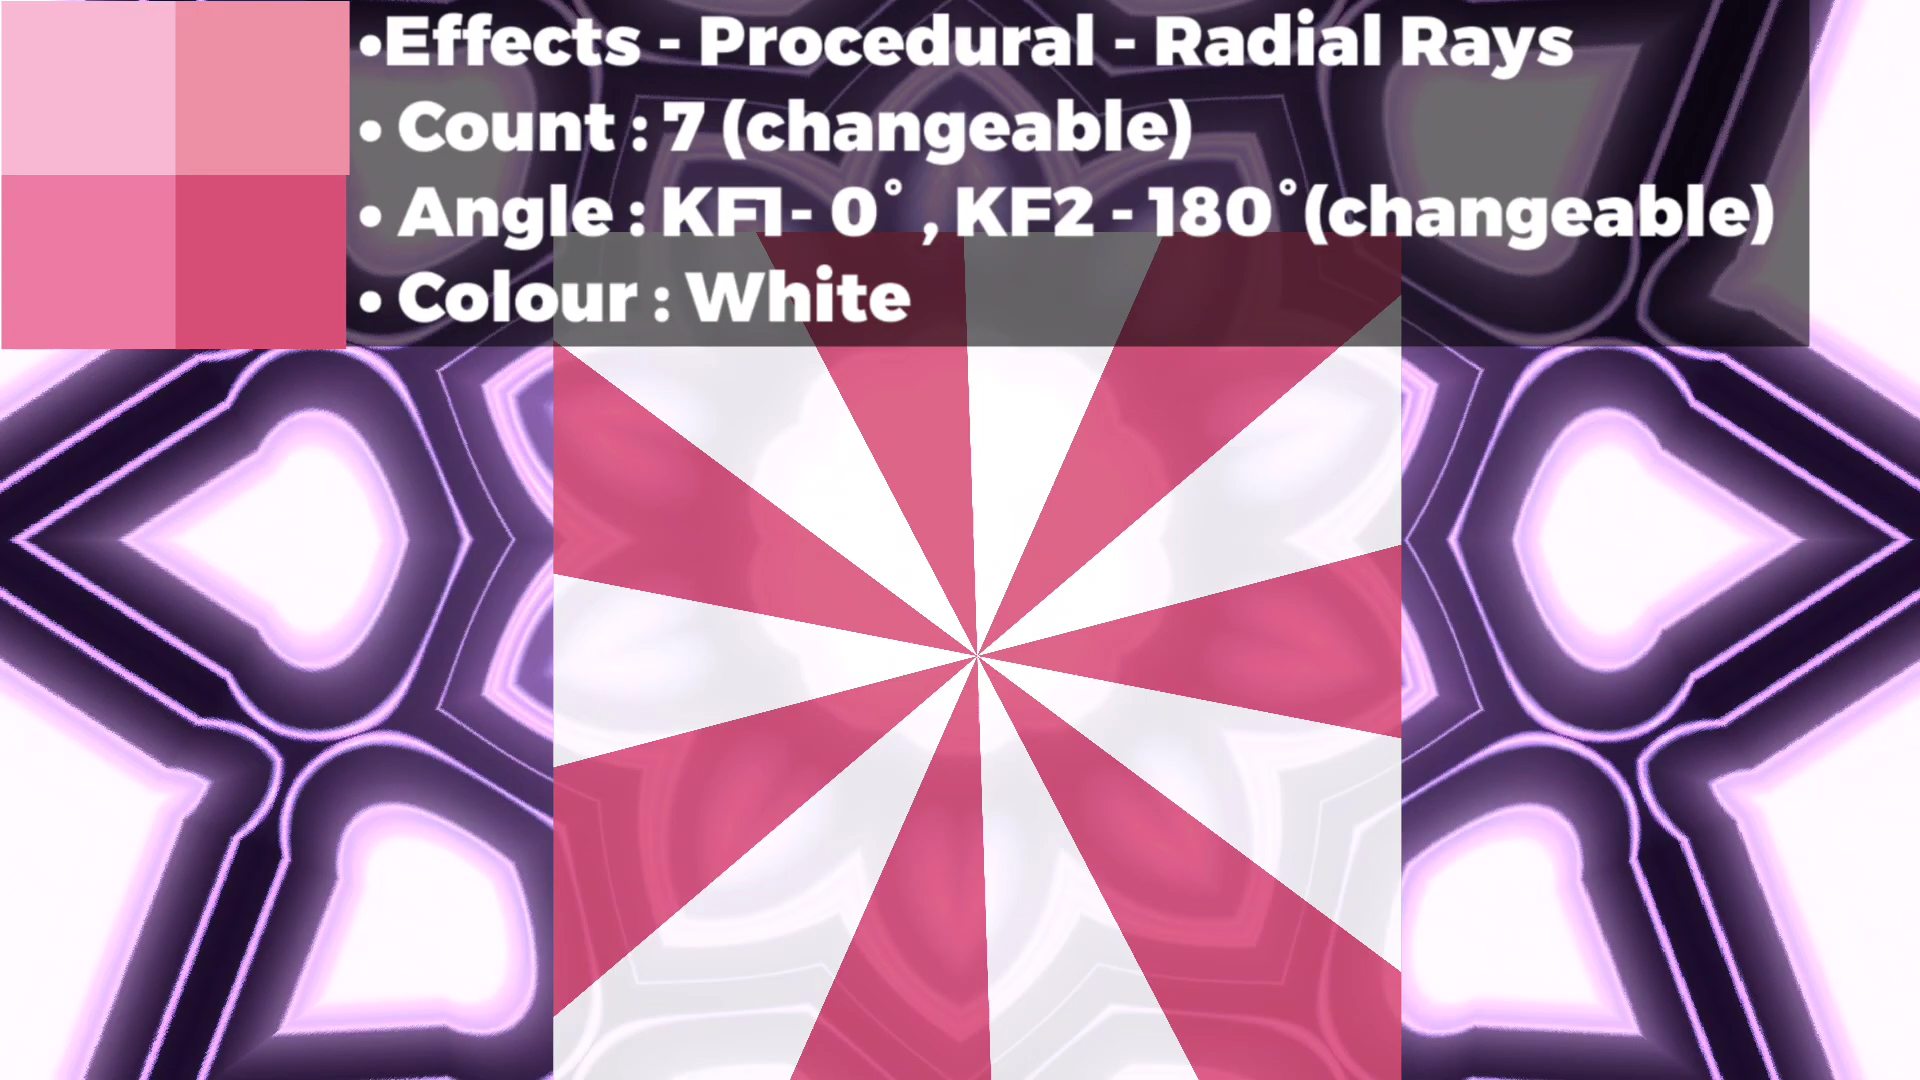 •Effects - Procedural - Radial Rays
• Count : 7 (changeable)
• Angle : KF1- 0° , KF2 - 180°(changeable)
• Colour : White